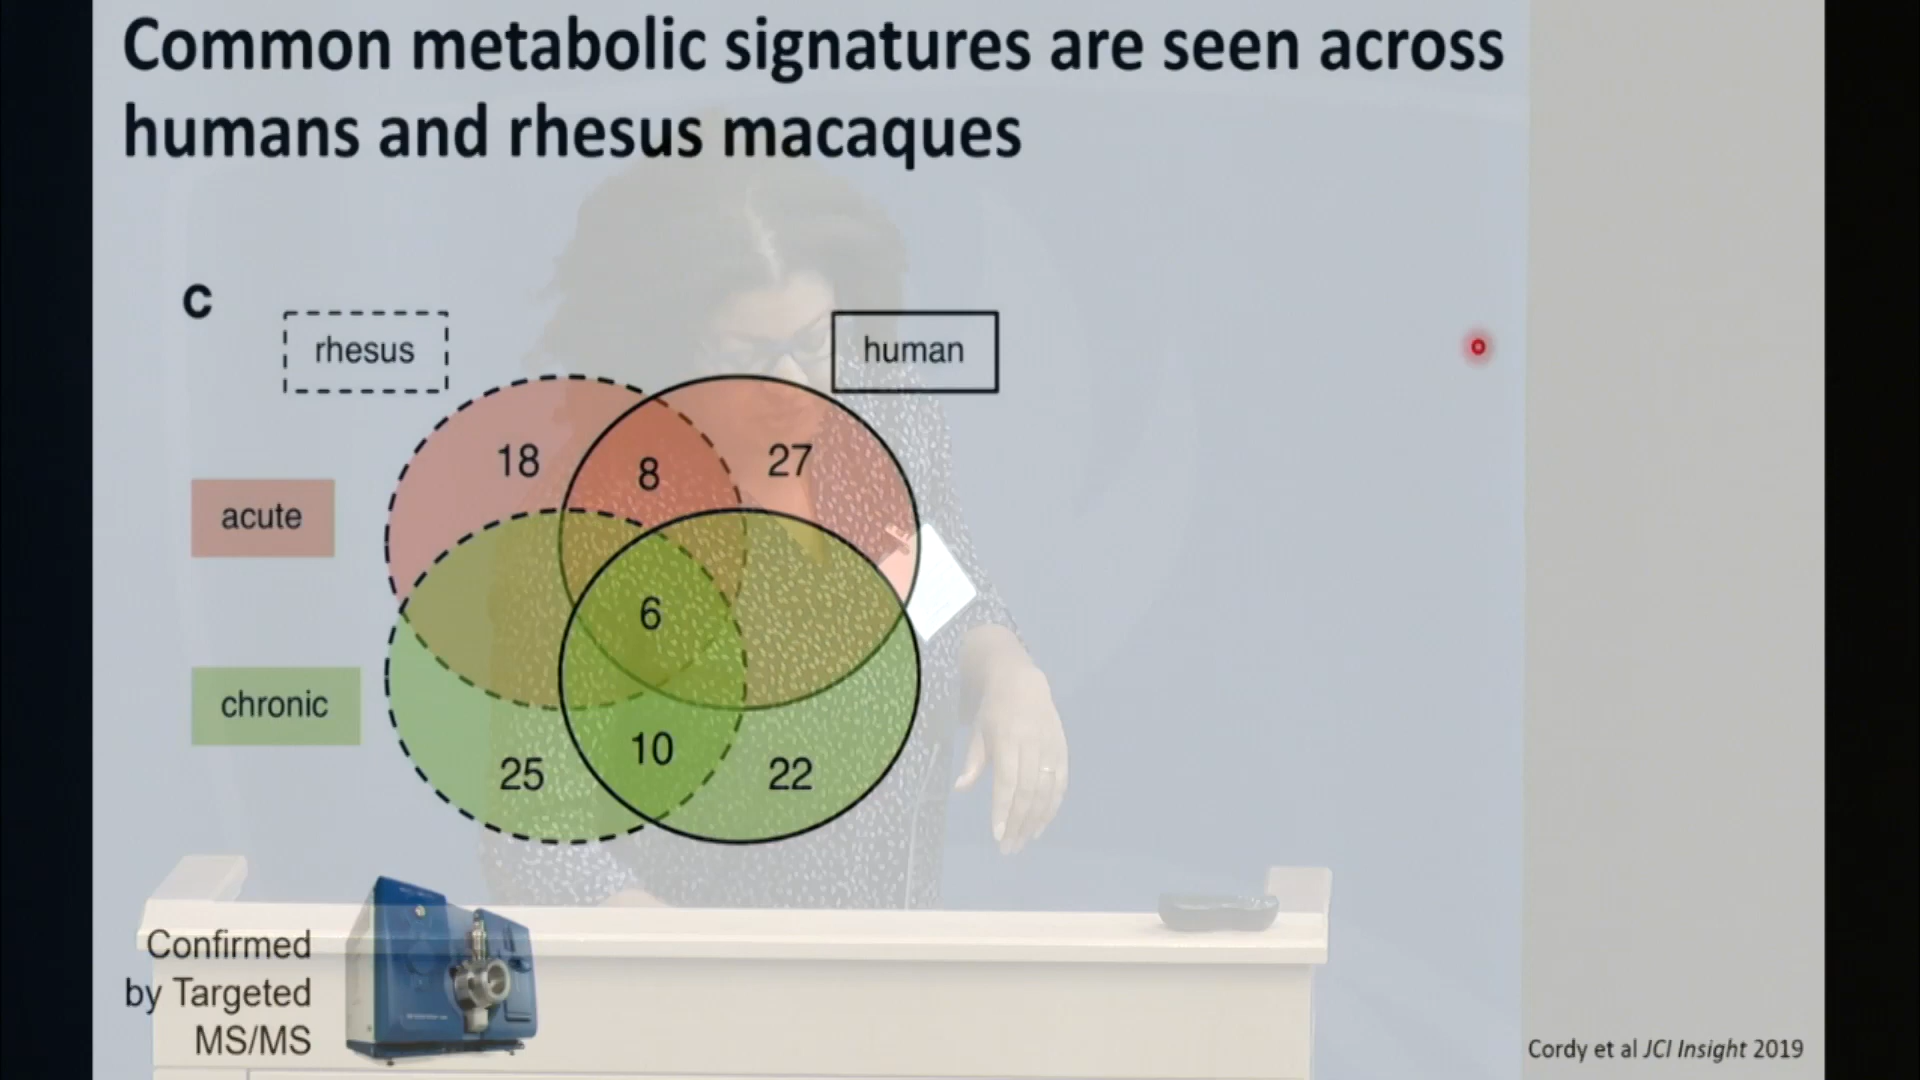 Common metabolic signatures are seen across
humans and rhesus macaques
c
rhesus
human
18
8
27
acute
6
chronic
10
25
22
Confirmed
by Targeted
MS/MS
Cordy et al JCI Insight 2019